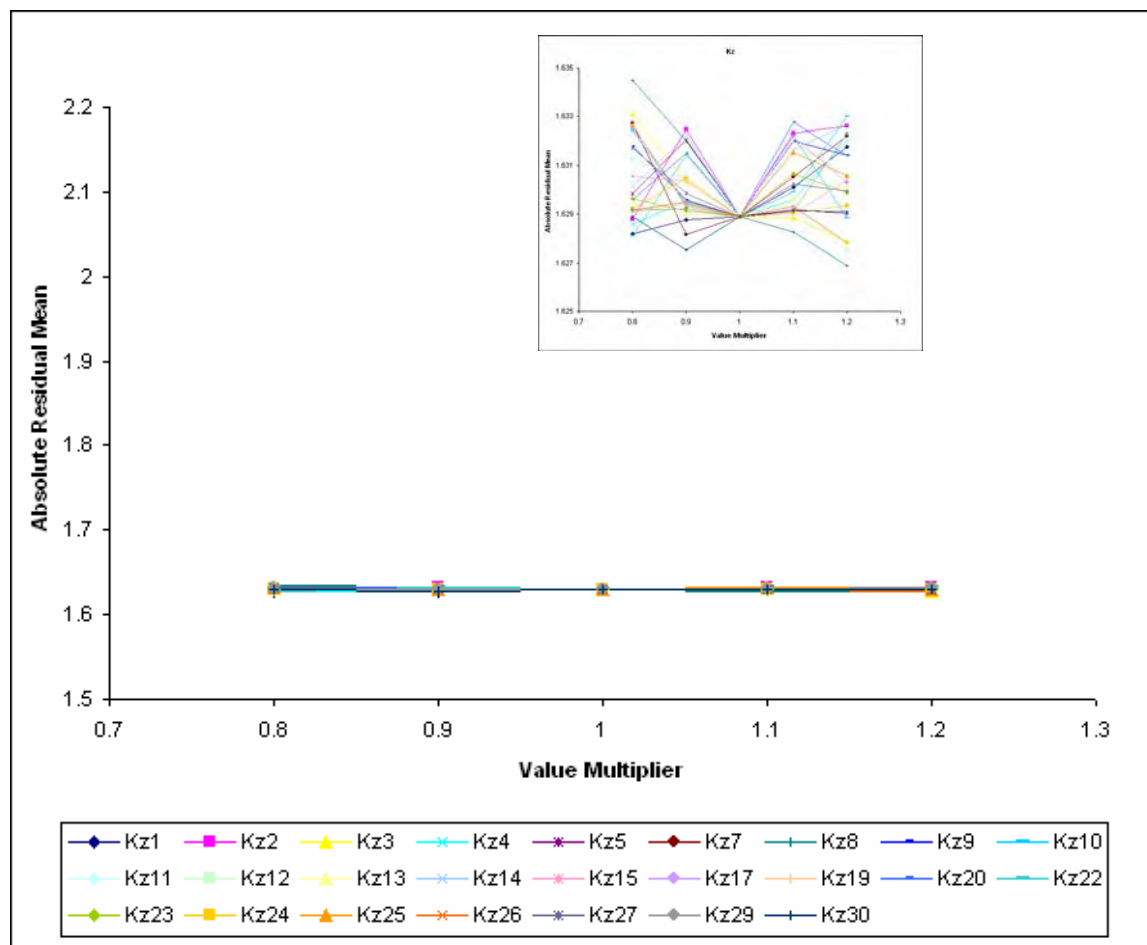 Kz
1.635
1.633
1.631
1.629
1.627
1.625
Absolute Residual Mean
0.7 0.8 0.9 1 1.1 1.2 1.3
Value Multiplier
2.2
2.1
2
1.9
1.8
1.7
1.6
1.5
Absolute Residual Mean
0.7 0.8 0.9 1 1.1 1.2 1.3
Value Multiplier
Kz1 Kz2 Kz3 Kz4 Kz5 Kz7 Kz8 Kz9 Kz10
Kz11 Kz12 Kz13 Kz14 Kz15 Kz17 Kz19 Kz20 Kz22
Kz23 Kz24 Kz25 Kz26 Kz27 Kz29 Kz30